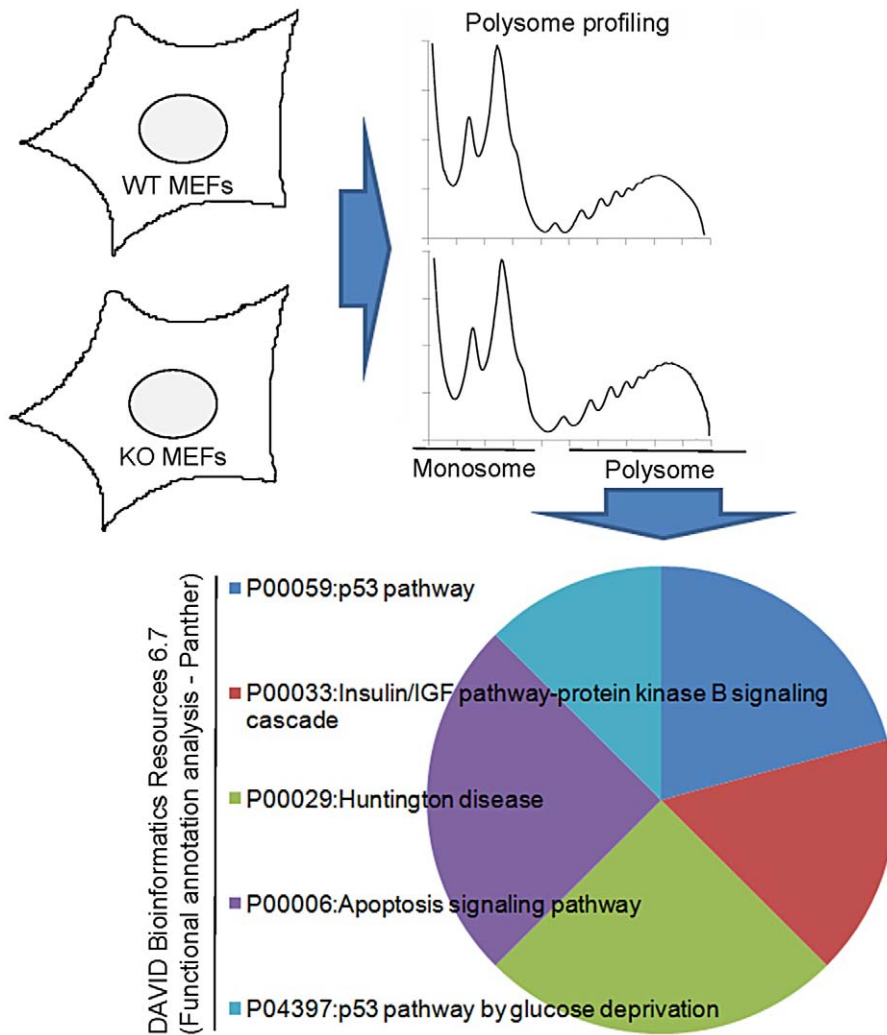 Polysome profiling
WT MEFs
KO MEFs
Monosome
Polysome
DAVID Bioinformatics Resources 6.7
(Functional annotation analysis - Panther)
P00059:p53 pathway
P00033:Insulin/IGF pathway-protein kinase B signaling
cascade
P00029:Huntington disease
P00006:Apoptosis signaling pathway
P04397:p53 pathway by glucose deprivation